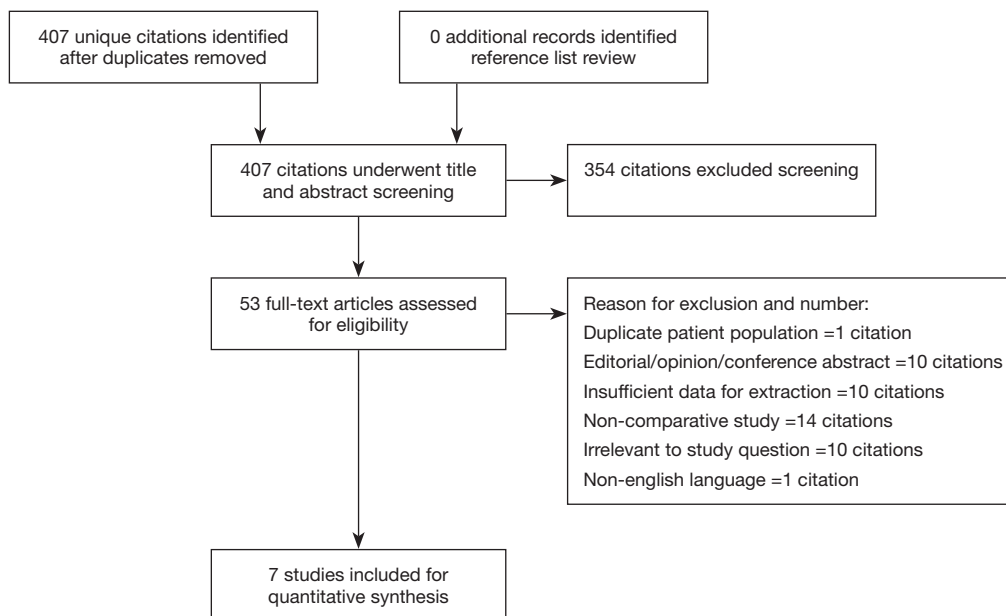 407 unique citations identified
after duplicates removed
0 additional records identified
reference list review
407 citations underwent title
and abstract screening
354 citations excluded screening
53 full-text articles assessed
for eligibility
Reason for exclusion and number:
Duplicate patient population =1 citation
Editorial/opinion/conference abstract =10 citations
Insufficient data for extraction =10 citations
Non-comparative study =14 citations
Irrelevant to study question =10 citations
Non-english language =1 citation
7 studies included for
quantitative synthesis